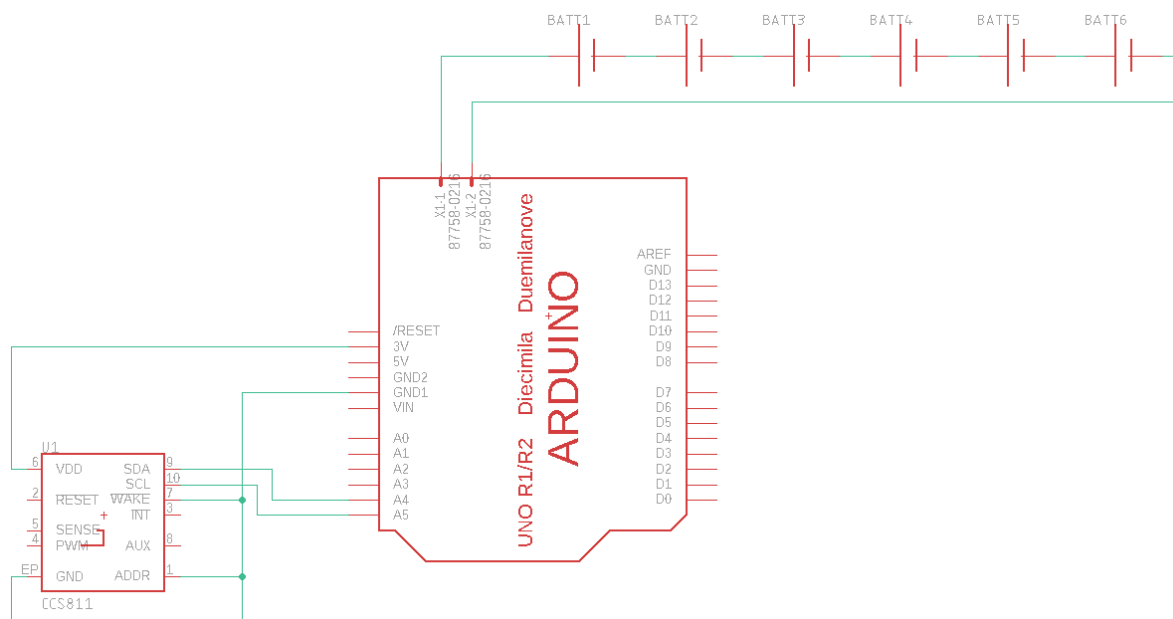 BATT1 BATT2 BATT3 BATT4 BATT5 BATT6
X1-1
87758-0216
X1-2
87758-0216
UNO R1/R2 Diecimila Duemilanove
ARDUINO
AREF
GND
D13
D12
D11
D10
D9
D8
D7
D6
D5
D4
D3
D2
D1
D0
/RESET
3V
5V
GND2
GND1
VIN
A0
A1
A2
A3
A4
A5
U1
6 VDD SDA 9
SCL 10
2 RESET WAKE 7
INT 3
5 SENSE
4 PWM AUX 8
EP GND ADDR 1
CCS811